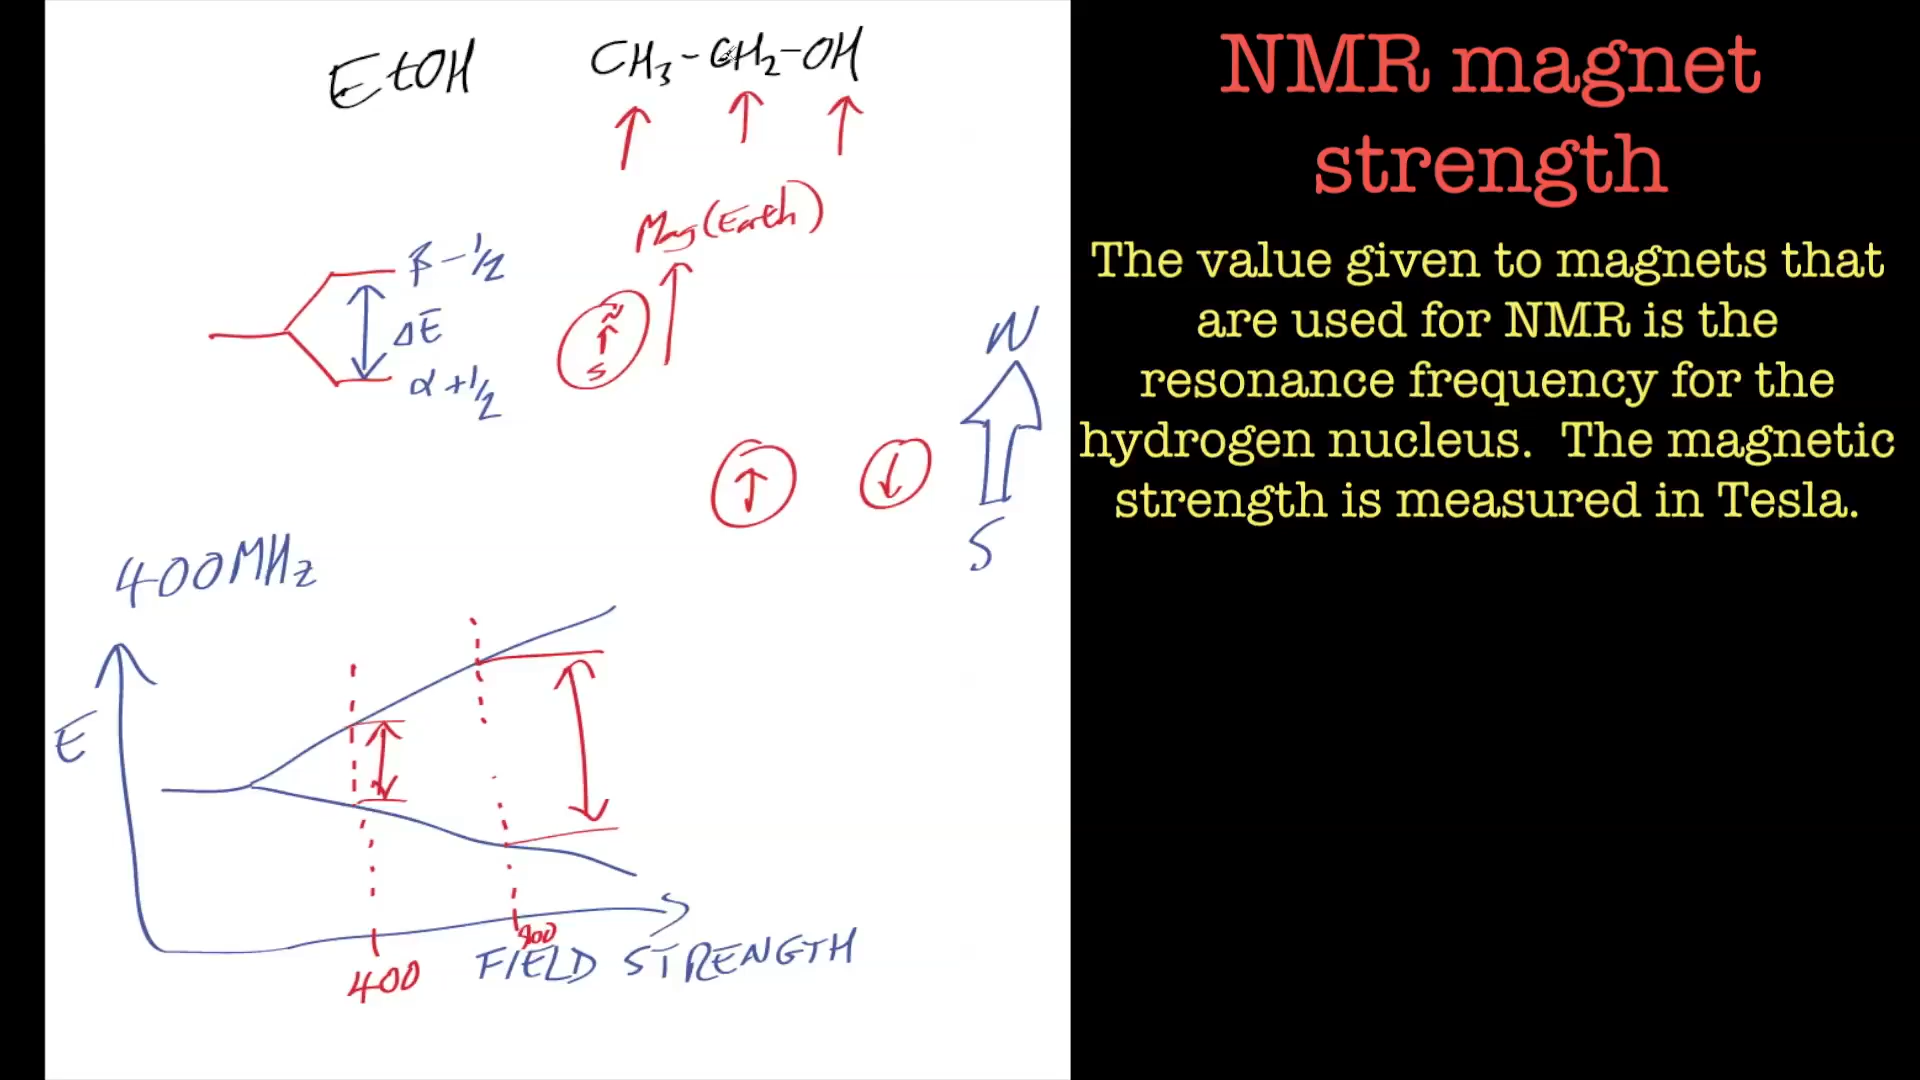 EtOH
CH3-CH2-OH
Mag(Earth)
β -1/2
ΔE
α +1/2
N
S
N
S
400MHz
E
400
900
FIELD STRENGTH
NMR magnet
strength
The value given to magnets that
are used for NMR is the
resonance frequency for the
hydrogen nucleus. The magnetic
strength is measured in Tesla.